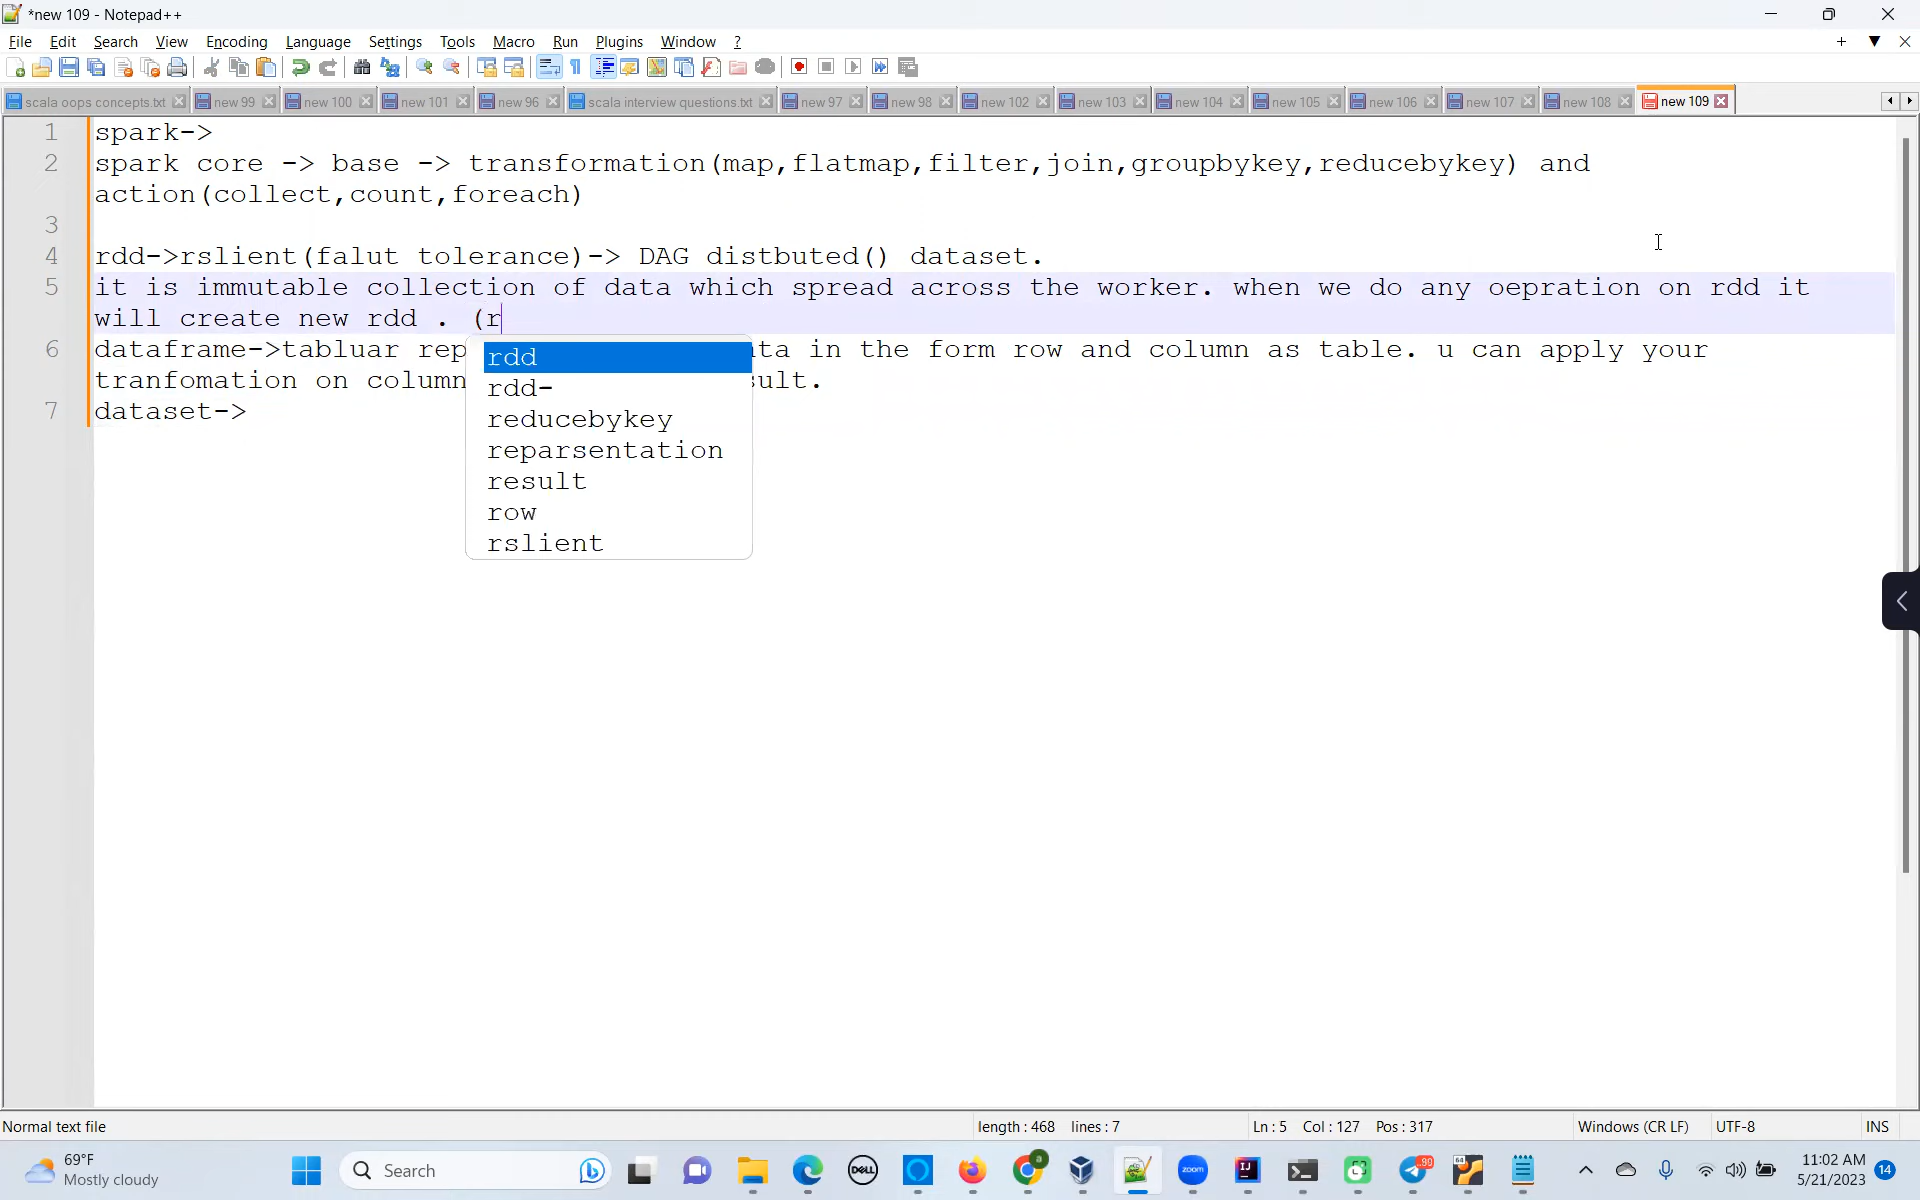 *new 109 - Notepad++
File Edit Search View Encoding Language Settings Tools Macro Run Plugins Window ?
scala oops concepts.txt new 99 new 100 new 101 new 96 scala interview questions.txt new 97 new 98 new 102 new 103 new 104 new 105 new 106 new 107 new 108 new 109
1 spark->
2 spark core -> base -> transformation(map,flatmap,filter,join,groupbykey,reducebykey) and
action(collect,count,foreach)
3
4 rdd->rslient(falut tolerance)-> DAG distbuted() dataset.
5 it is immutable collection of data which spread across the worker. when we do any oepration on rdd it
will create new rdd . (r
6 dataframe->tabluar rep ta in the form row and column as table. u can apply your
tranfomation on column sult.
7 dataset->
rdd
rdd-
reducebykey
reparsentation
result
row
rslient
Normal text file length : 468 lines : 7 Ln : 5 Col : 127 Pos : 317 Windows (CR LF) UTF-8 INS
69°F
Mostly cloudy
Search
DELL
zoom
IJ
64
99
a
11:02 AM
5/21/2023
14